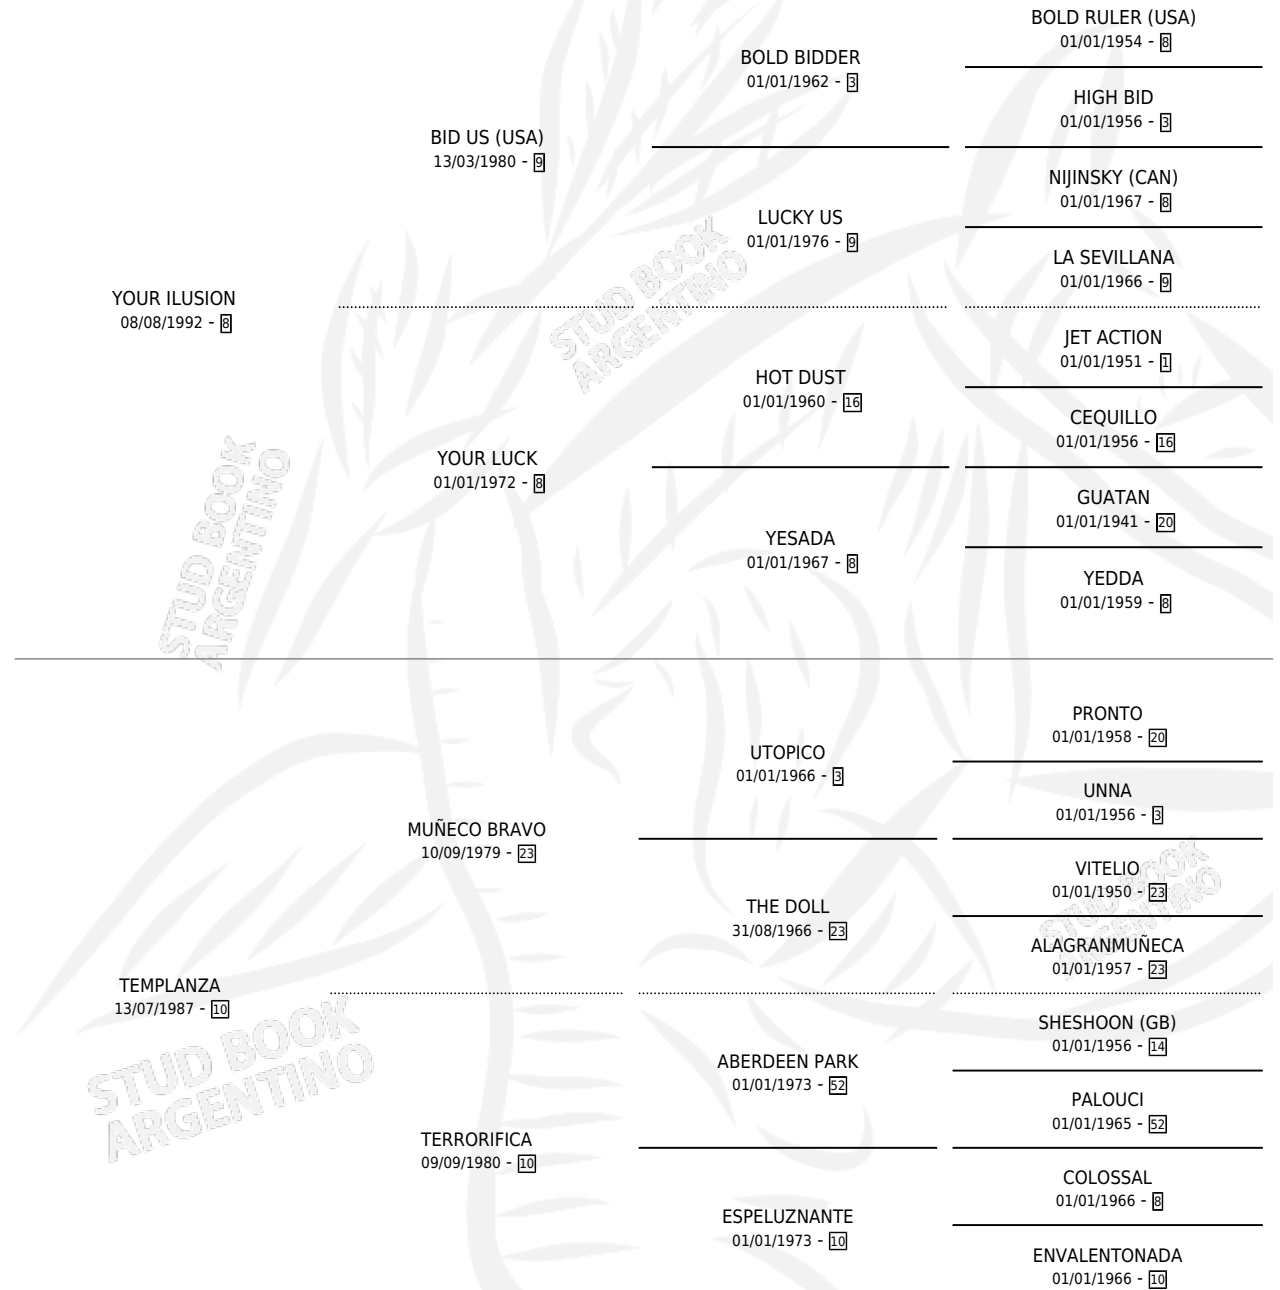 BOLD RULER (USA)
01/01/1954 - 8
BOLD BIDDER
01/01/1962 - 3
HIGH BID
01/01/1956 - 3
BID US (USA)
13/03/1980 - 9
NIJINSKY (CAN)
01/01/1967 - 8
LUCKY US
01/01/1976 - 9
LA SEVILLANA
01/01/1966 - 9
YOUR ILUSION
08/08/1992 - 8
JET ACTION
01/01/1951 - 1
HOT DUST
01/01/1960 - 16
CEQUILLO
01/01/1956 - 16
YOUR LUCK
01/01/1972 - 8
GUATAN
01/01/1941 - 20
YESADA
01/01/1967 - 8
YEDDA
01/01/1959 - 8
PRONTO
01/01/1958 - 20
UTOPICO
01/01/1966 - 3
UNNA
01/01/1956 - 3
MUÑECO BRAVO
10/09/1979 - 23
VITELIO
01/01/1950 - 23
THE DOLL
31/08/1966 - 23
ALAGRANMUÑECA
01/01/1957 - 23
TEMPLANZA
13/07/1987 - 10
SHESHOON (GB)
01/01/1956 - 14
ABERDEEN PARK
01/01/1973 - 52
PALOUCI
01/01/1965 - 52
TERRORIFICA
09/09/1980 - 10
COLOSSAL
01/01/1966 - 8
ESPELUZNANTE
01/01/1973 - 10
ENVALENTONADA
01/01/1966 - 10
STUD BOOK
ARGENTINO
STUD BOOK
ARGENTINO
STUD BOOK
ARGENTINO
STUD BOOK
ARGENTINO